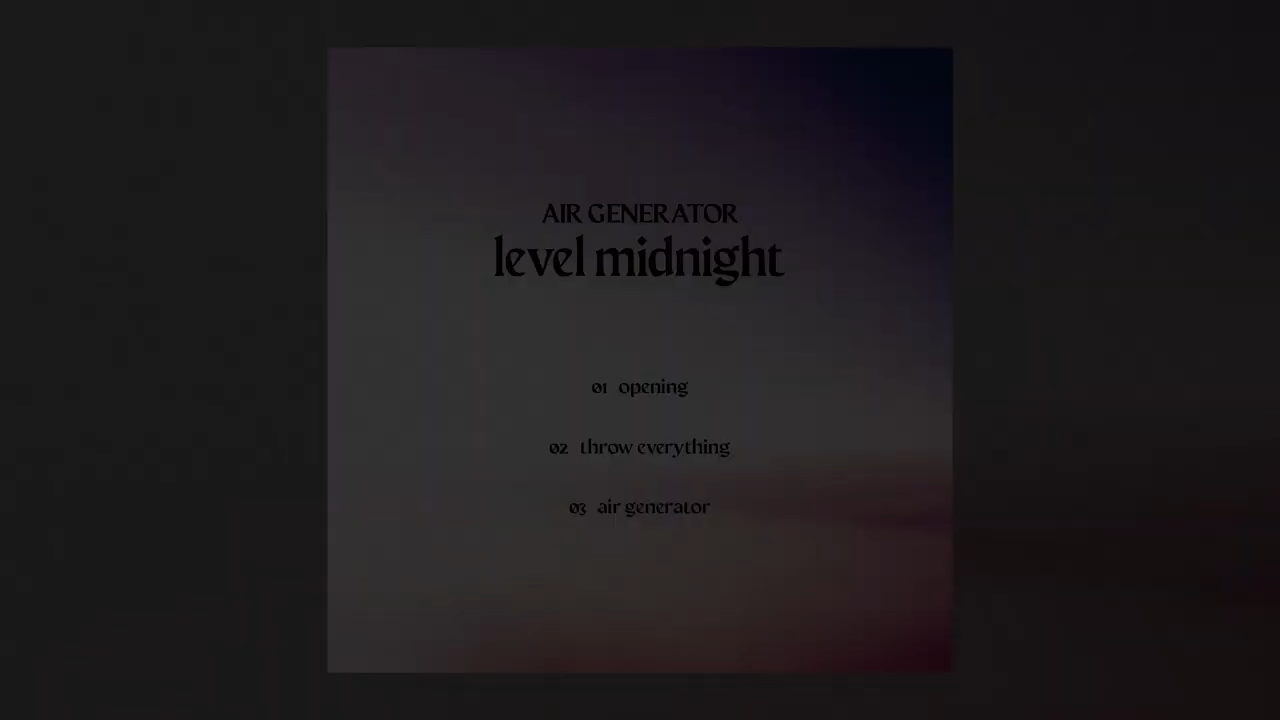 AIR GENERATOR
level midnight
01 opening
02 throw everything
03 air generator